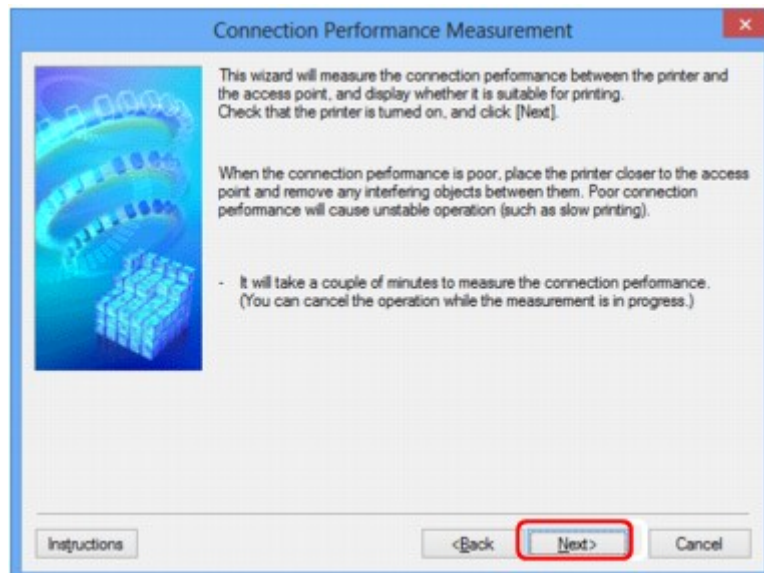 Connection Performance Measurement
This wizard will measure the connection performance between the printer and
the access point, and display whether it is suitable for printing.
Check that the printer is turned on, and click [Next].
When the connection performance is poor, place the printer closer to the access
point and remove any interfering objects between them. Poor connection
performance will cause unstable operation (such as slow printing).
- It will take a couple of minutes to measure the connection performance.
(You can cancel the operation while the measurement is in progress.)
Instructions <Back Next> Cancel